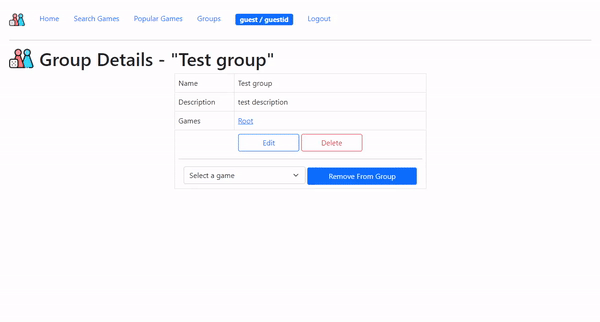 Home Search Games Popular Games Groups guest / guestid Logout
Group Details - "Test group"
Name Test group
Description test description
Games Root
Edit Delete
Select a game Remove From Group